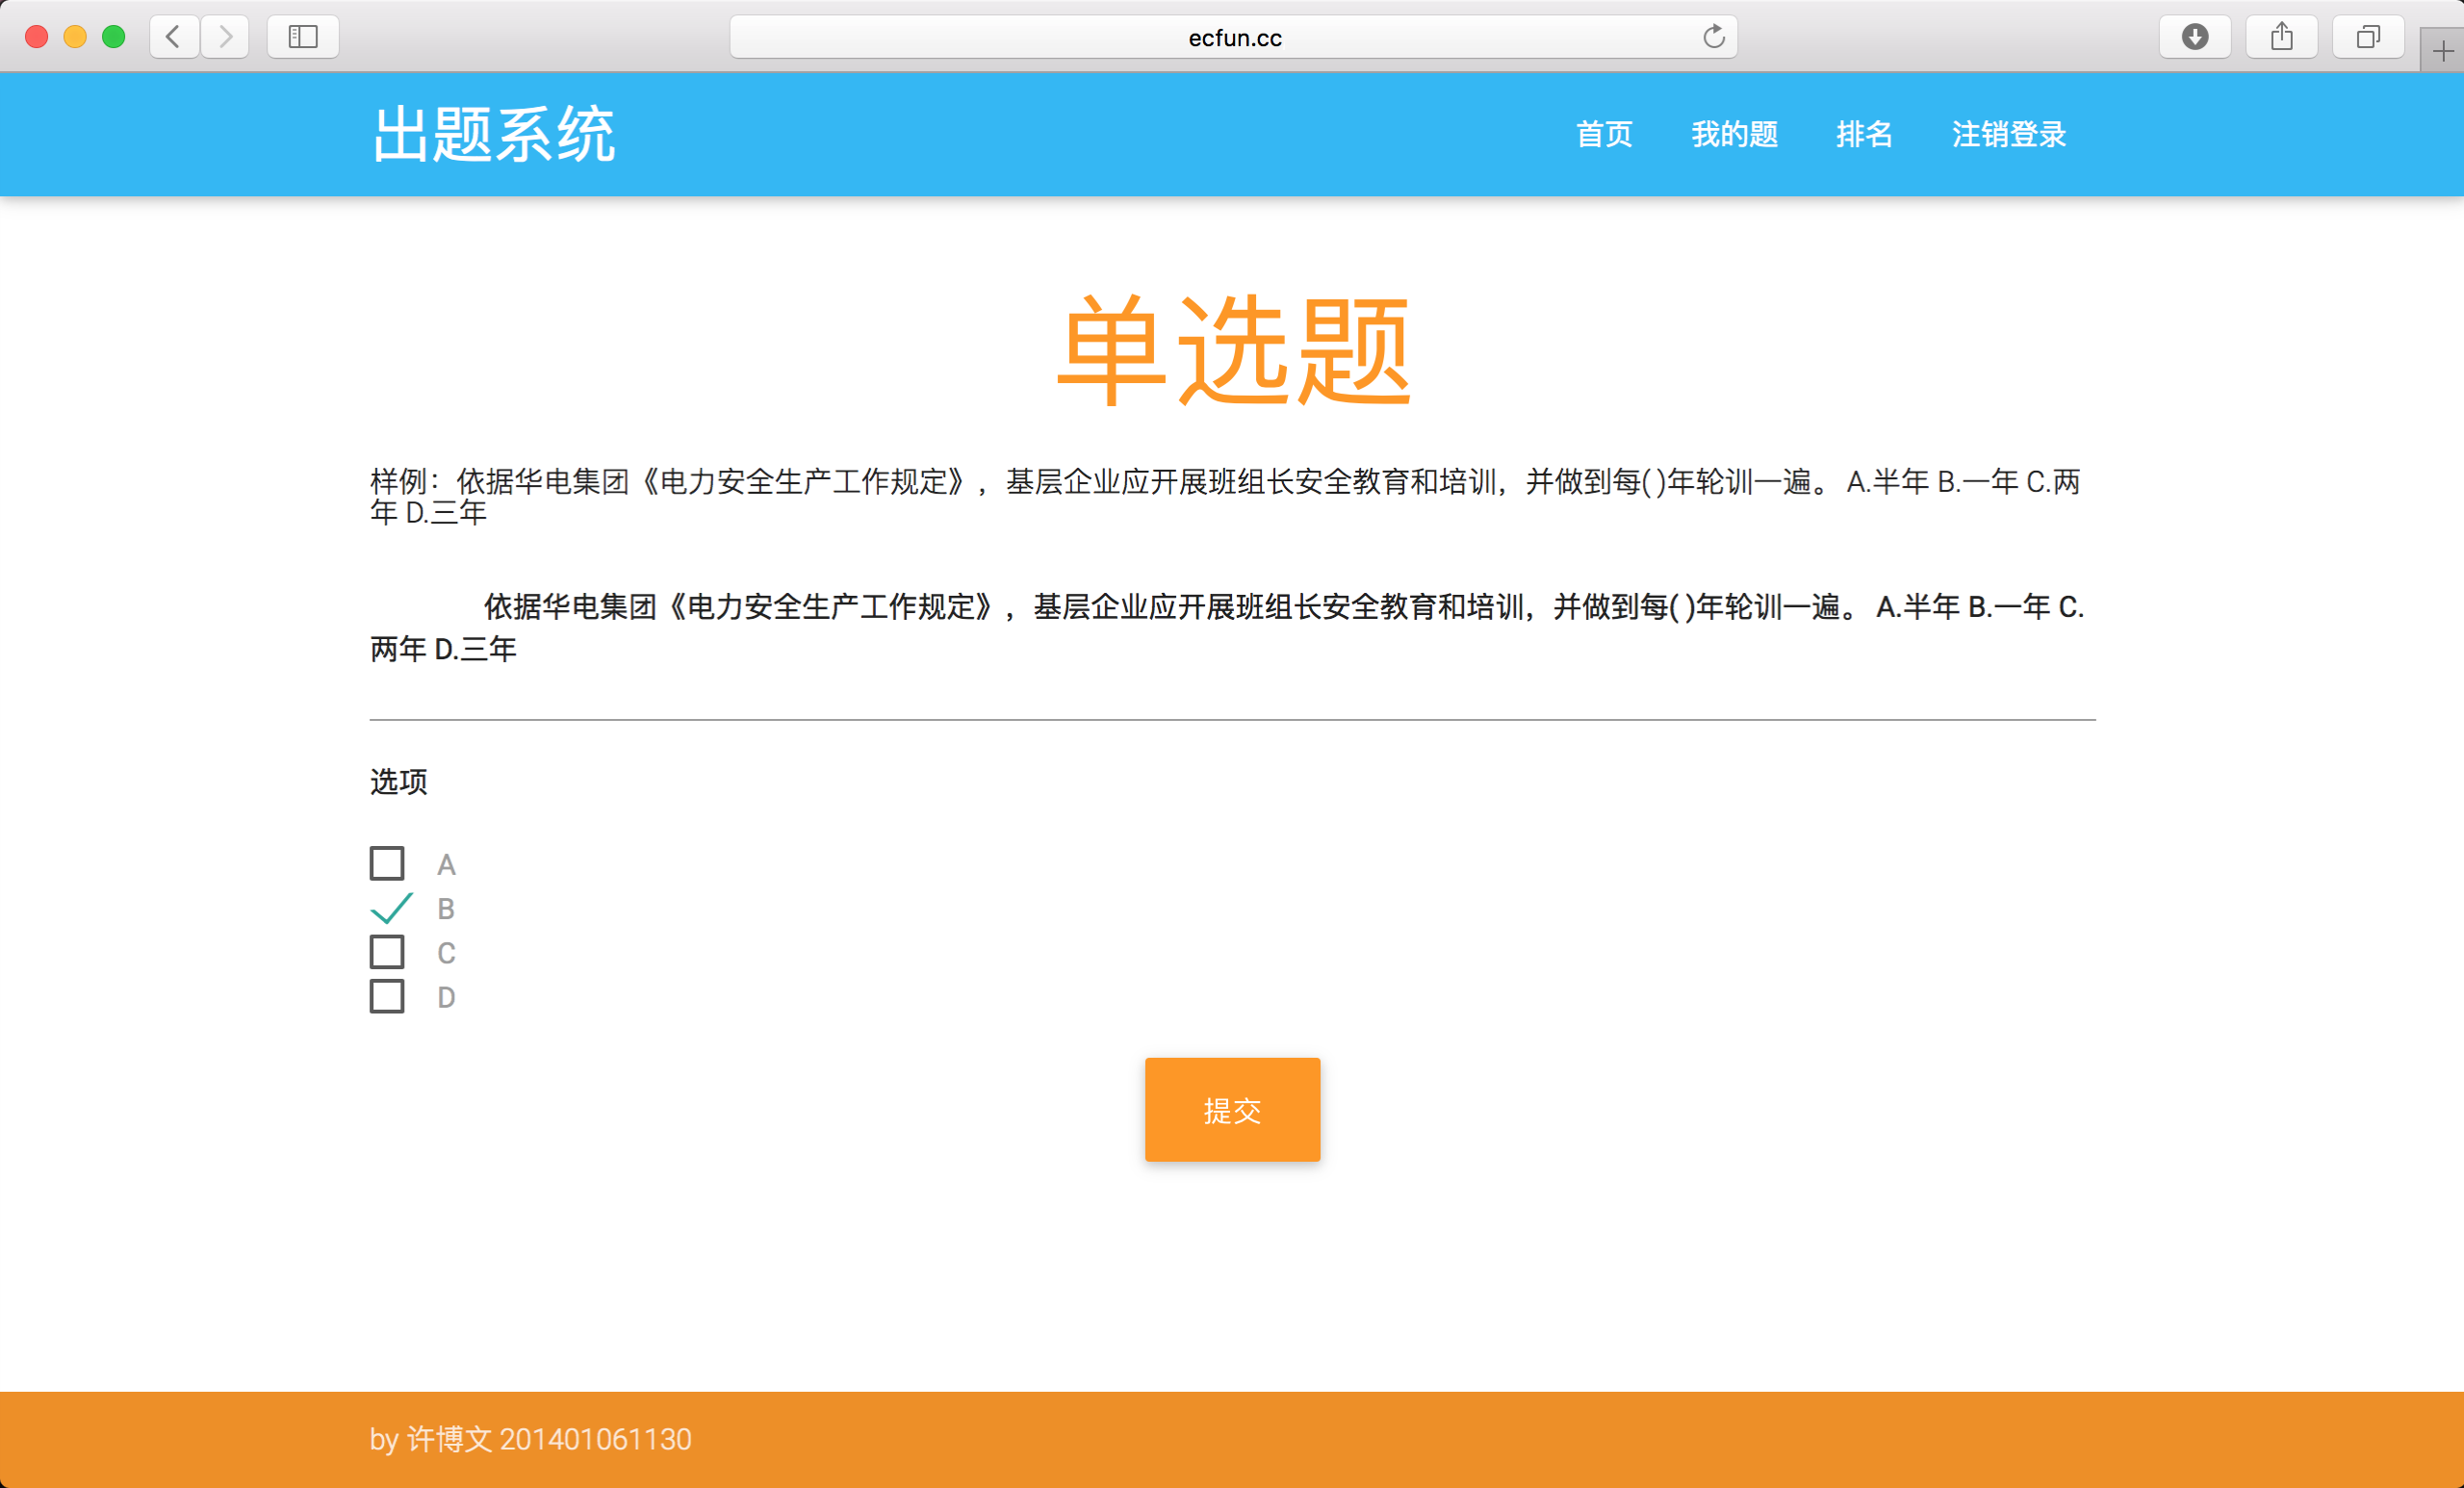 ecfun.cc
出题系统
首页 我的题 排名 注销登录
单选题
样例：依据华电集团《电力安全生产工作规定》，基层企业应开展班组长安全教育和培训，并做到每( )年轮训一遍。 A.半年 B.一年 C.两
年 D.三年
依据华电集团《电力安全生产工作规定》，基层企业应开展班组长安全教育和培训，并做到每( )年轮训一遍。 A.半年 B.一年 C.
两年 D.三年
选项
A
B
C
D
提交
by 许博文 201401061130